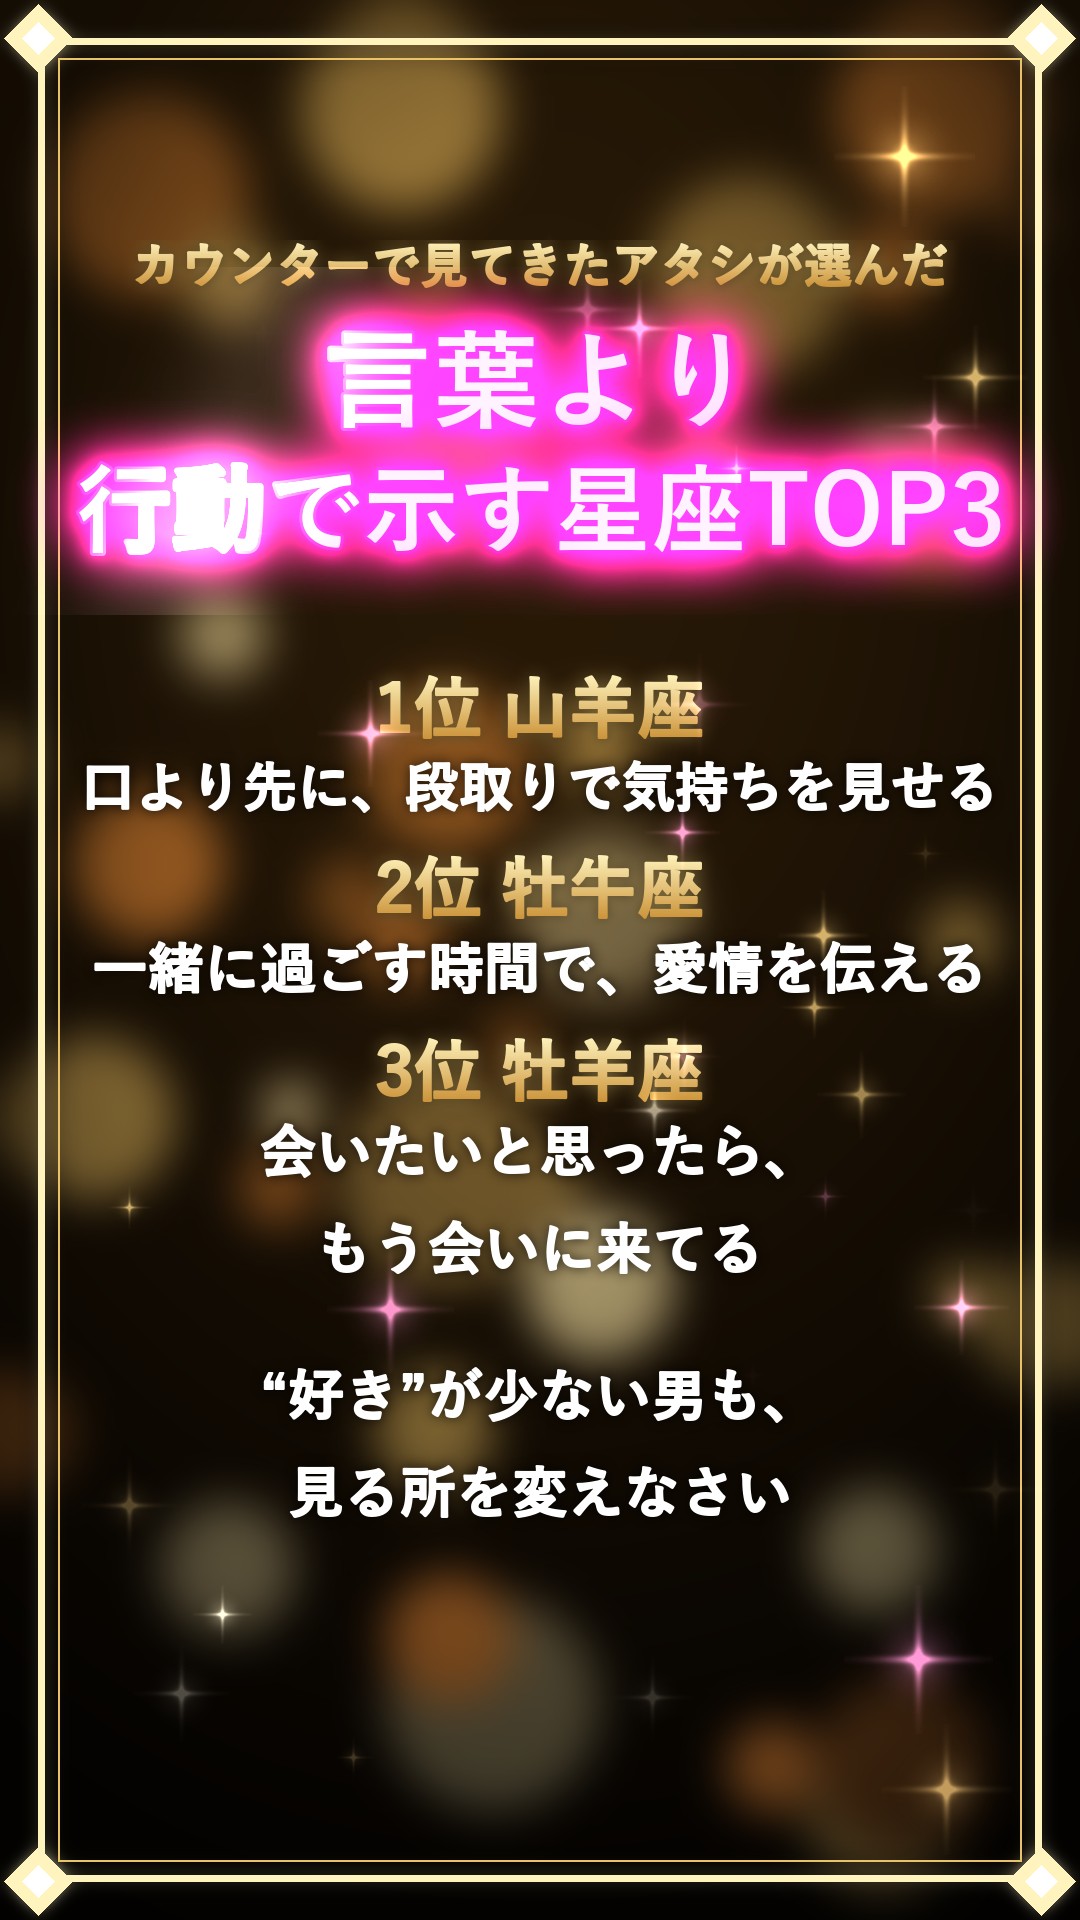 カウンターで見てきたアタシが選んだ
言葉より
行動で示す星座TOP3
1位 山羊座
口より先に、段取りで気持ちを見せる
2位 牡牛座
一緒に過ごす時間で、愛情を伝える
3位 牡羊座
会いたいと思ったら、
もう会いに来てる
“好き”が少ない男も、
見る所を変えなさい